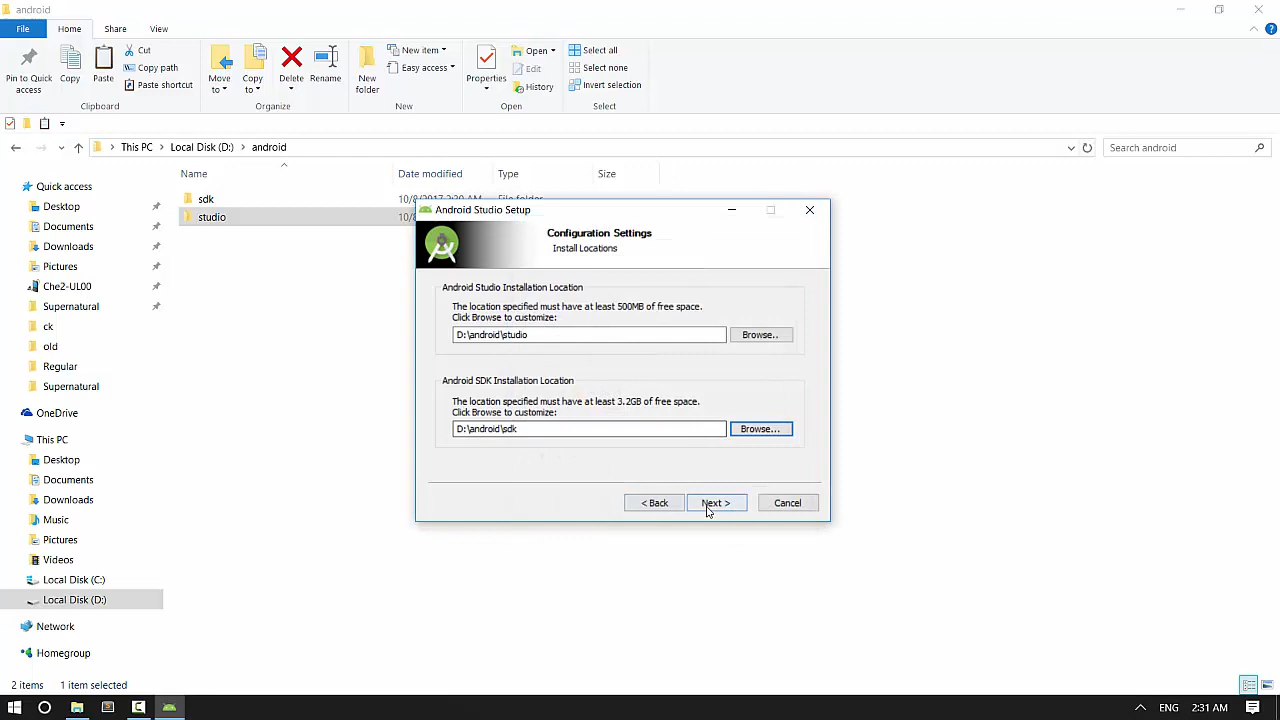 android
File
Home
Share
View
Pin to Quick access
Copy
Paste
Cut
Copy path
Paste shortcut
Clipboard
Move to
Copy to
Delete
Rename
Organize
New folder
New item
Easy access
New
Properties
Open
Edit
History
Open
Select all
Select none
Invert selection
Select
This PC > Local Disk (D:) > android
Search android
Name
Date modified
Type
Size
sdk
studio
Quick access
Desktop
Documents
Downloads
Pictures
Che2-UL00
Supernatural
ck
old
Regular
Supernatural
OneDrive
This PC
Desktop
Documents
Downloads
Music
Pictures
Videos
Local Disk (C:)
Local Disk (D:)
Network
Homegroup
Android Studio Setup
Configuration Settings
Install Locations
Android Studio Installation Location
The location specified must have at least 500MB of free space.
Click Browse to customize:
D:\android\studio
Browse..
Android SDK Installation Location
The location specified must have at least 3.2GB of free space.
Click Browse to customize:
D:\android\sdk
Browse...
< Back
Next >
Cancel
2 items
1 item selected
ENG
2:31 AM